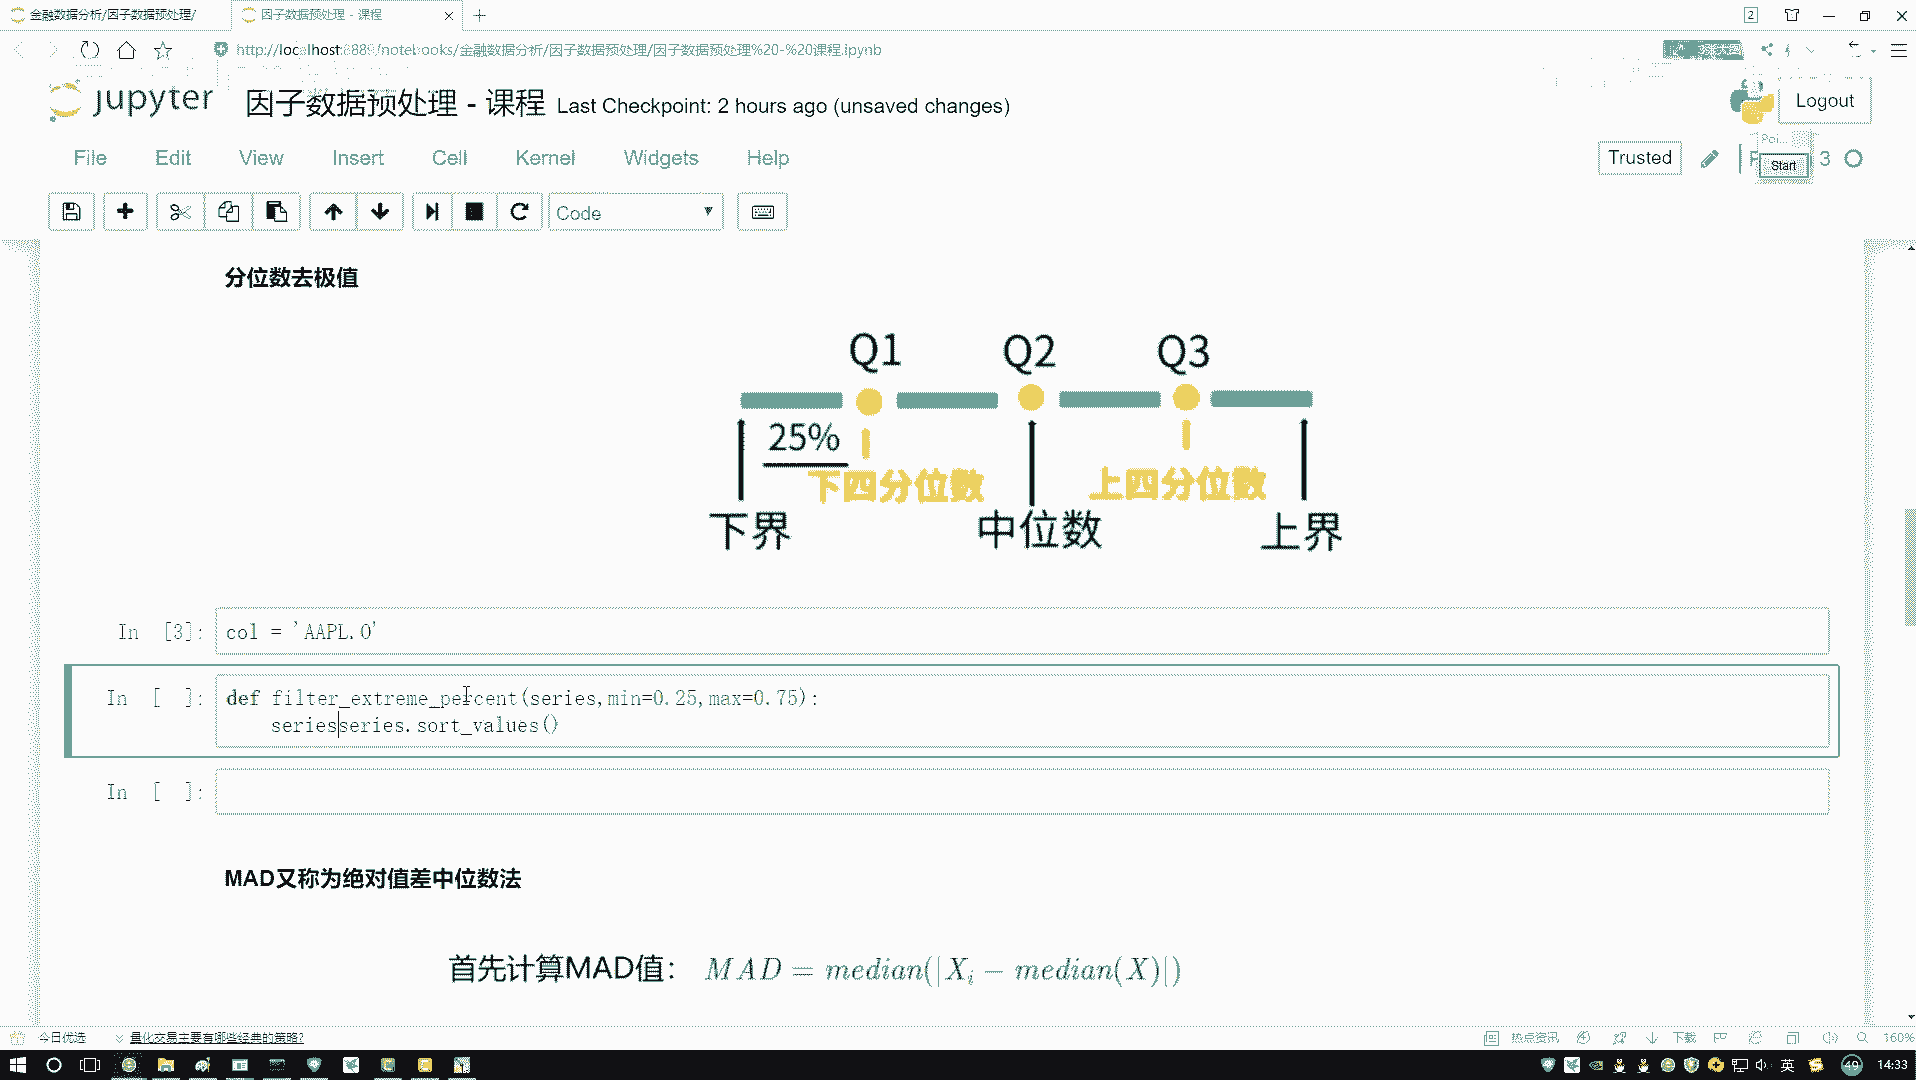 金融数据分析/因子数据预处理/
因子数据预处理 - 课程
2
http://localhost:8889/notebooks/金融数据分析/因子数据预处理/因子数据预处理%20-%20课程.ipynb
jupyter
因子数据预处理 - 课程
Last Checkpoint: 2 hours ago (unsaved changes)
Logout
File Edit View Insert Cell Kernel Widgets Help
Trusted
Poi...
Start
3
Code
分位数去极值
Q1 Q2 Q3
25%
下四分位数
上四分位数
下界
中位数
上界
In [3]: col = 'AAPL.O'
In [ ]: def filter_extreme_percent(series,min=0.25,max=0.75):
seriesseries.sort_values()
In [ ]:
MAD又称为绝对值差中位数法
首先计算MAD值： MAD = median(|Xi − median(X)|)
今日优选
量化交易主要有哪些经典的策略?
热点资讯
下载
160%
英
49
14:33